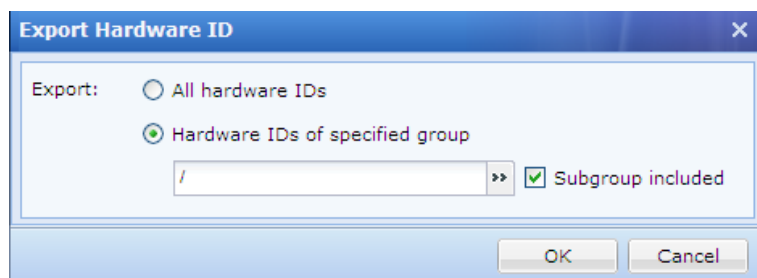 Export Hardware ID
Export: All hardware IDs
Hardware IDs of specified group
/ >> Subgroup included
OK Cancel